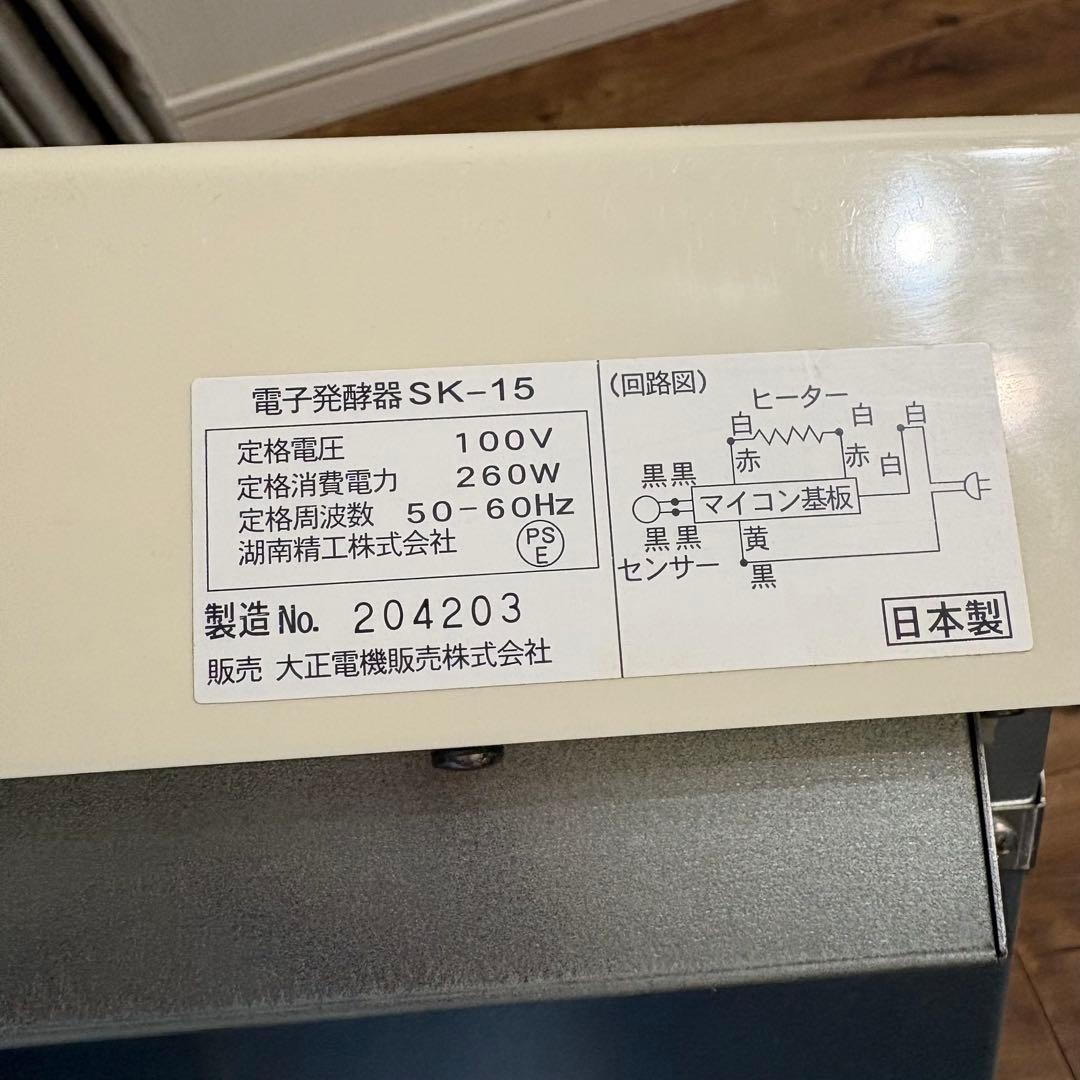 電子発酵器SK-15
定格電圧 100V
定格消費電力 260W
定格周波数 50-60Hz
湖南精工株式会社 PSE
製造No. 204203
販売 大正電機販売株式会社
(回路図)
ヒーター
白 白 白
赤 赤 白
黒黒
マイコン基板
黒黒 黄
センサー 黒
日本製